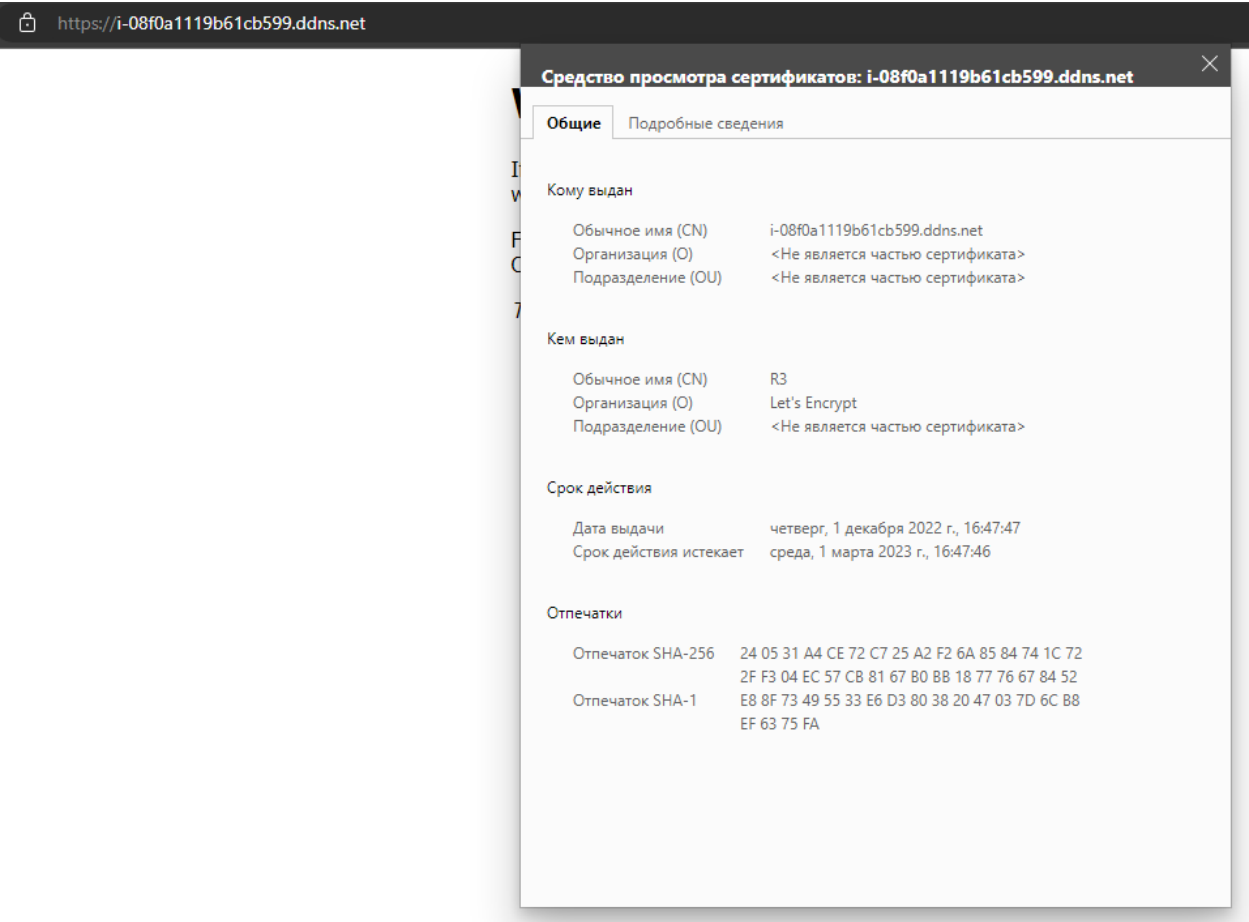 https://i-08f0a1119b61cb599.ddns.net
Средство просмотра сертификатов: i-08f0a1119b61cb599.ddns.net
Общие Подробные сведения
Кому выдан
Обычное имя (CN) i-08f0a1119b61cb599.ddns.net
Организация (O) <Не является частью сертификата>
Подразделение (OU) <Не является частью сертификата>
Кем выдан
Обычное имя (CN) R3
Организация (O) Let's Encrypt
Подразделение (OU) <Не является частью сертификата>
Срок действия
Дата выдачи четверг, 1 декабря 2022 г., 16:47:47
Срок действия истекает среда, 1 марта 2023 г., 16:47:46
Отпечатки
Отпечаток SHA-256 24 05 31 A4 CE 72 C7 25 A2 F2 6A 85 84 74 1C 72
2F F3 04 EC 57 CB 81 67 B0 BB 18 77 76 67 84 52
Отпечаток SHA-1 E8 8F 73 49 55 33 E6 D3 80 38 20 47 03 7D 6C B8
EF 63 75 FA